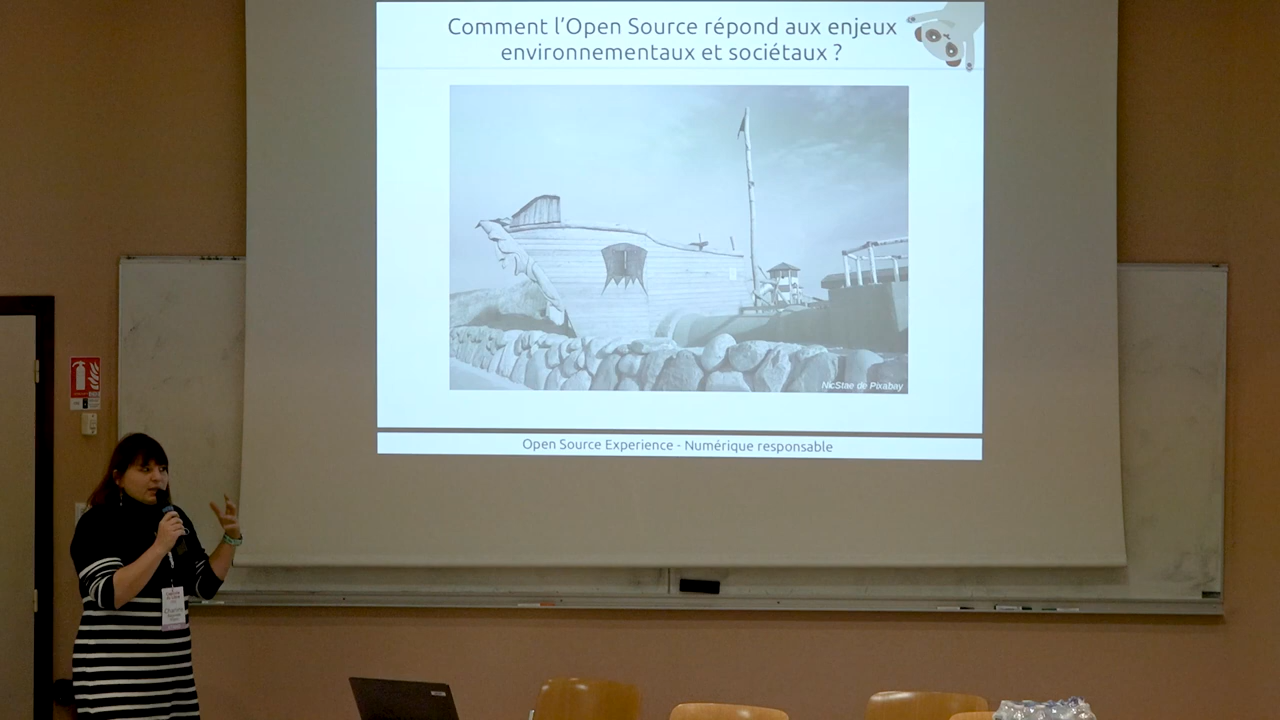 Comment l'Open Source répond aux enjeux
environnementaux et sociétaux ?
NicStae de Pixabay
Open Source Experience - Numérique responsable